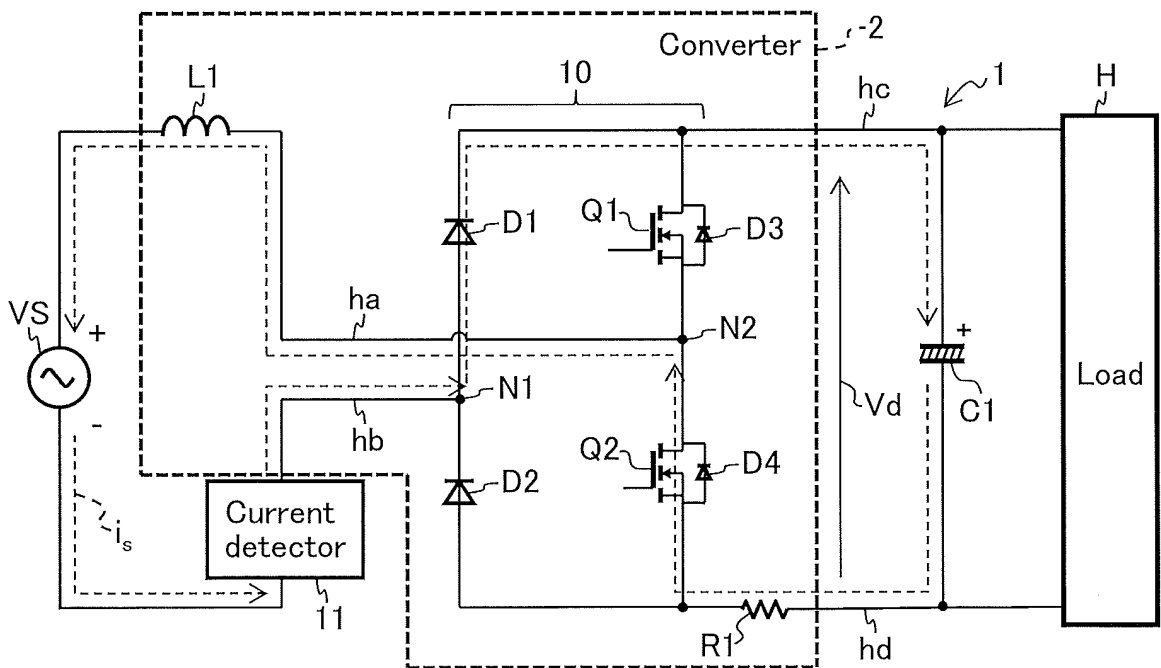 Converter
-2
L1
10
hc
1
H
D1
Q1
D3
VS
+
ha
N2
+
-
N1
hb
Vd
C1
Load
Q2
D4
D2
Current
detector
is
11
R1
hd